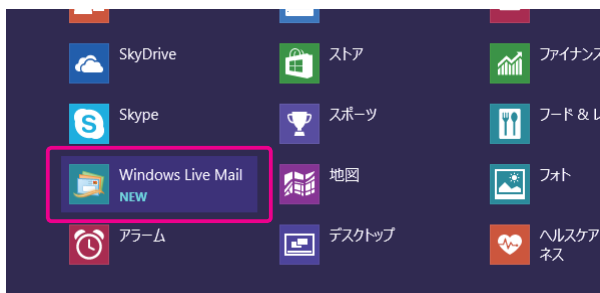 SkyDrive
Skype
Windows Live Mail
NEW
アラーム
ストア
スポーツ
地図
デスクトップ
ファイナンス
フード & レ
フォト
ヘルスケア
ネス